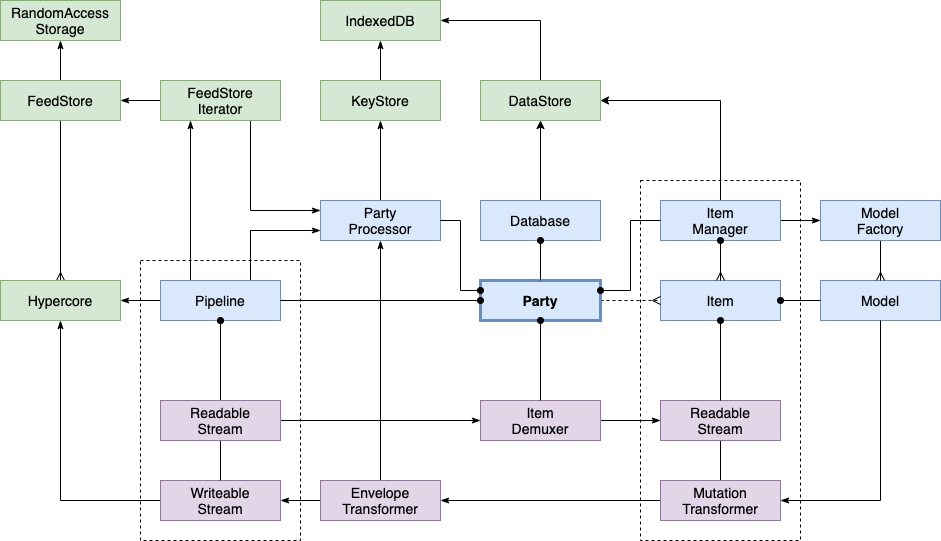 RandomAccess
Storage
IndexedDB
FeedStore
FeedStore
Iterator
KeyStore
DataStore
Party
Processor
Database
Item
Manager
Model
Factory
Hypercore
Pipeline
Party
Item
Model
Readable
Stream
Item
Demuxer
Readable
Stream
Writeable
Stream
Envelope
Transformer
Mutation
Transformer